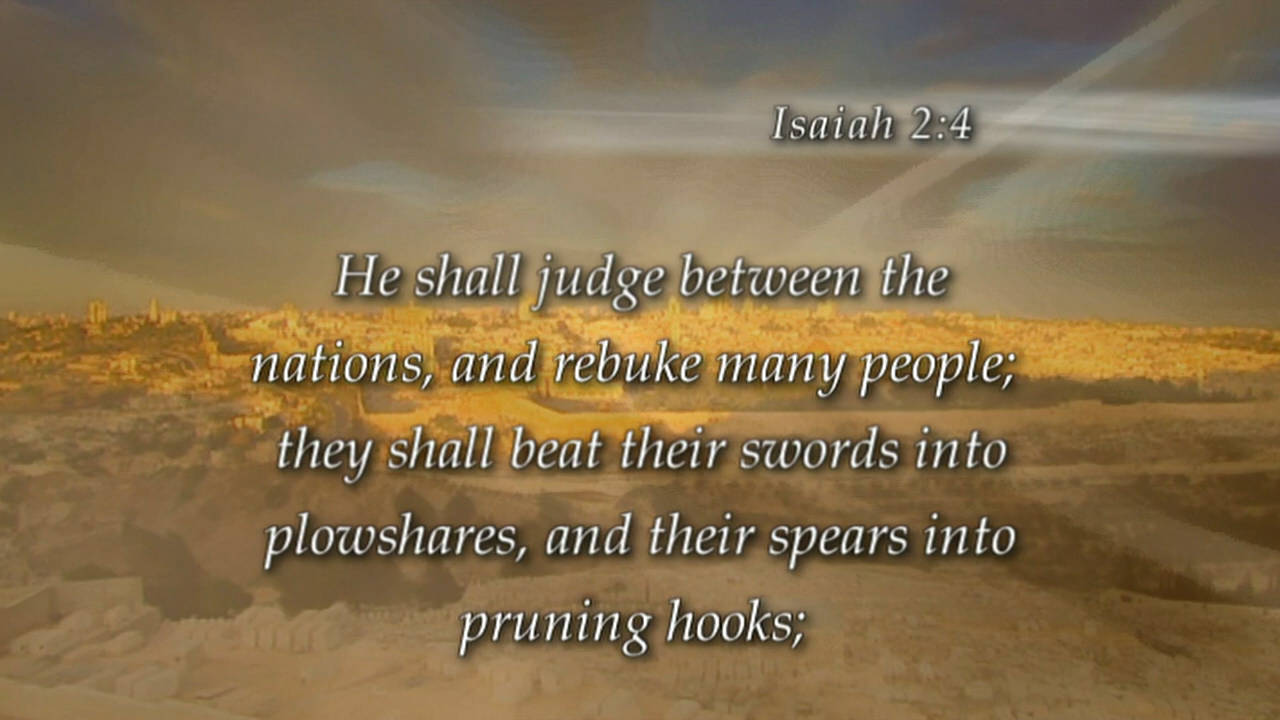 Isaiah 2:4
He shall judge between the
nations, and rebuke many people;
they shall beat their swords into
plowshares, and their spears into
pruning hooks;